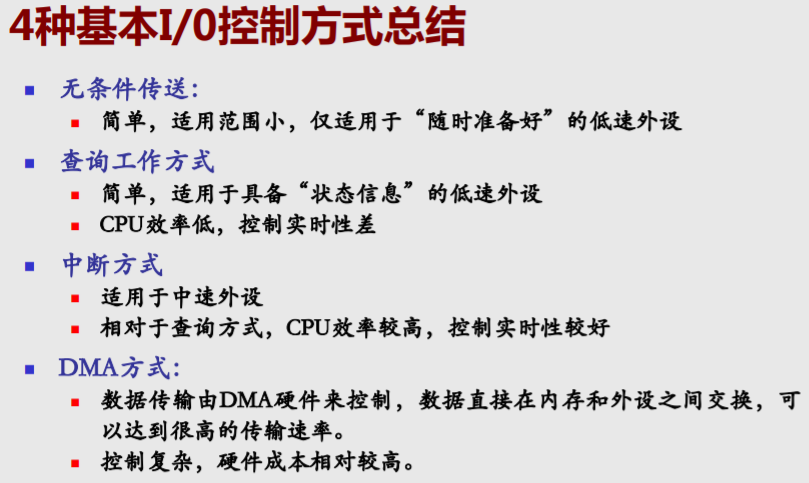 4种基本I/0控制方式总结
无条件传送：
简单，适用范围小，仅适用于“随时准备好”的低速外设
查询工作方式
简单，适用于具备“状态信息”的低速外设
CPU效率低，控制实时性差
中断方式
适用于中速外设
相对于查询方式，CPU效率较高，控制实时性较好
DMA方式：
数据传输由DMA硬件来控制，数据直接在内存和外设之间交换，可
以达到很高的传输速率。
控制复杂，硬件成本相对较高。